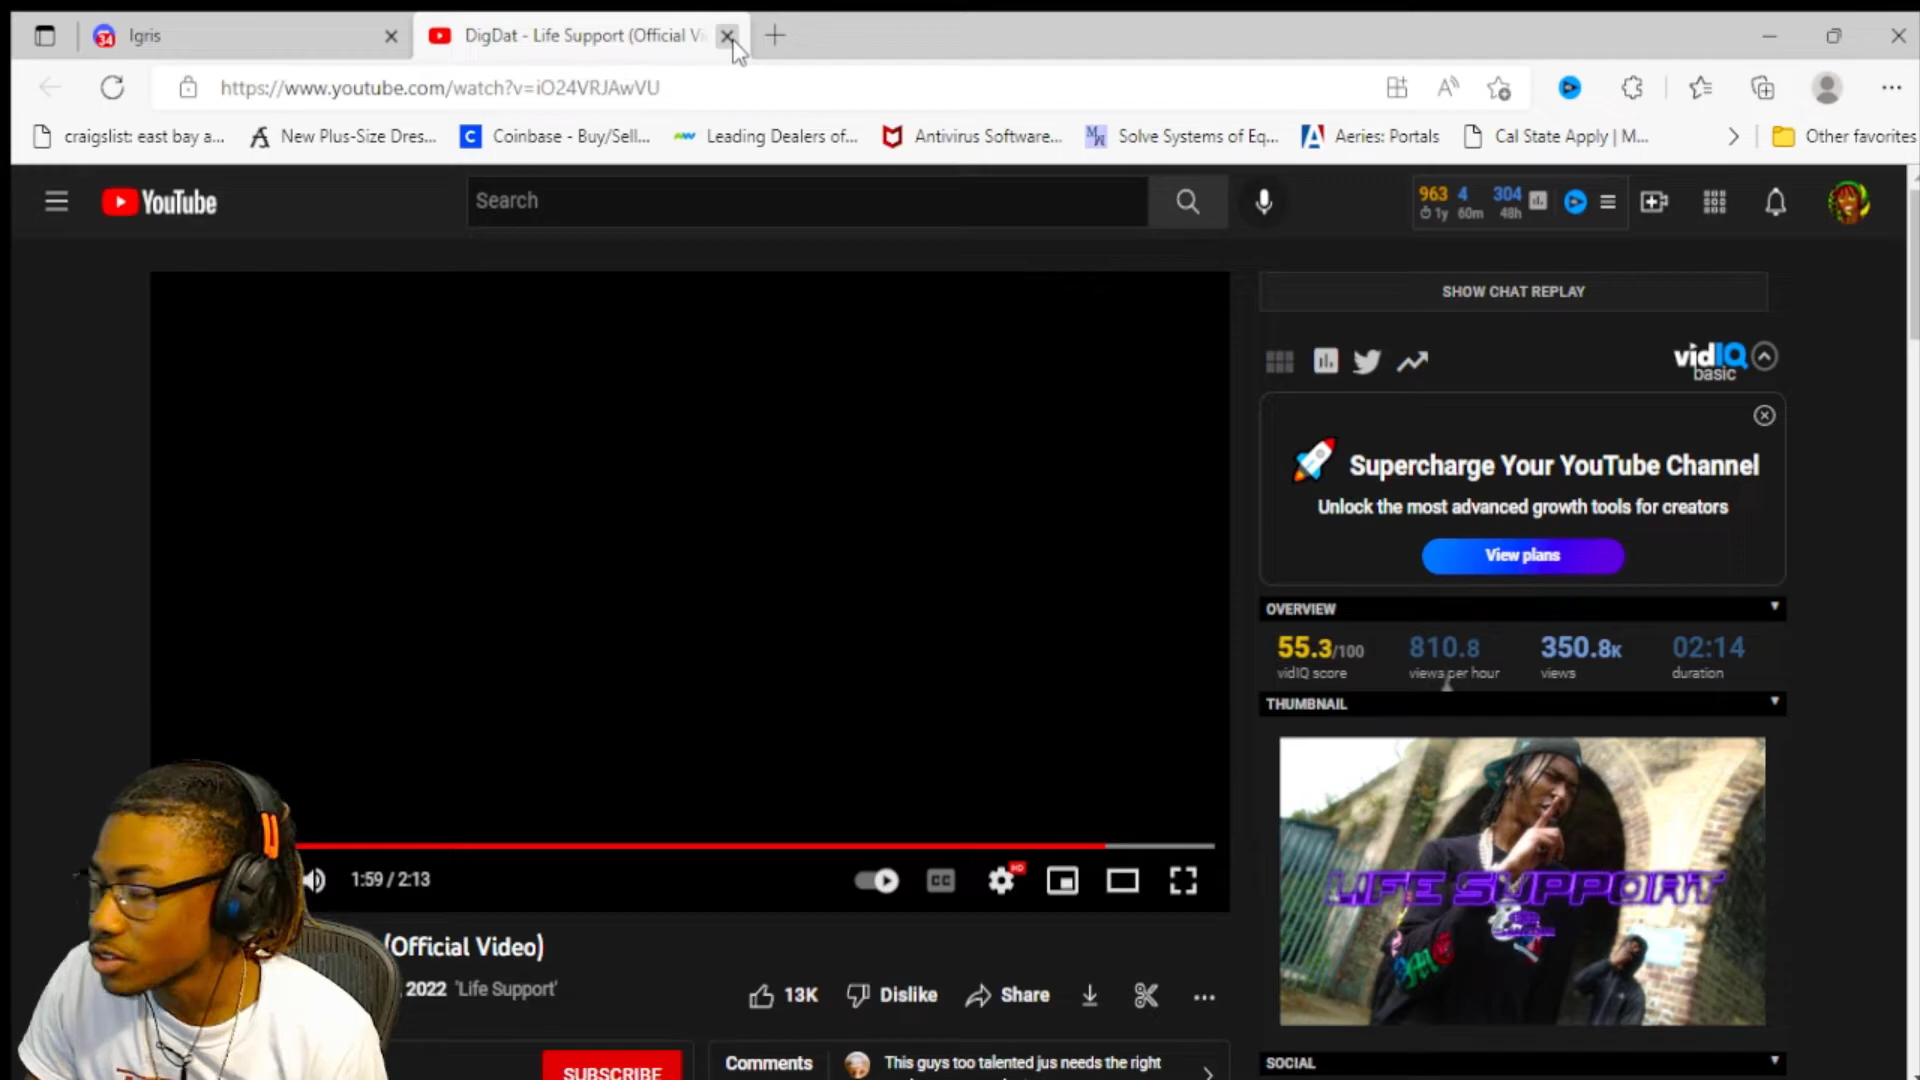 34 Igris
DigDat - Life Support (Official Vi
https://www.youtube.com/watch?v=iO24VRJAwVU
craigslist: east bay a...
New Plus-Size Dres...
C Coinbase - Buy/Sell...
Leading Dealers of...
Antivirus Software...
MW Solve Systems of Eq...
Aeries: Portals
Cal State Apply | M...
Other favorites
YouTube
Search
963 4 304
1y 60m 48h
SHOW CHAT REPLAY
vidIQ
basic
Supercharge Your YouTube Channel
Unlock the most advanced growth tools for creators
View plans
OVERVIEW
55.3/100 810.8 350.8K 02:14
vidIQ score views per hour views duration
THUMBNAIL
LIFE SUPPORT
1:59 / 2:13
CC
HD
(Official Video)
2022 'Life Support'
13K Dislike Share
SUBSCRIBE
Comments
This guys too talented jus needs the right
SOCIAL